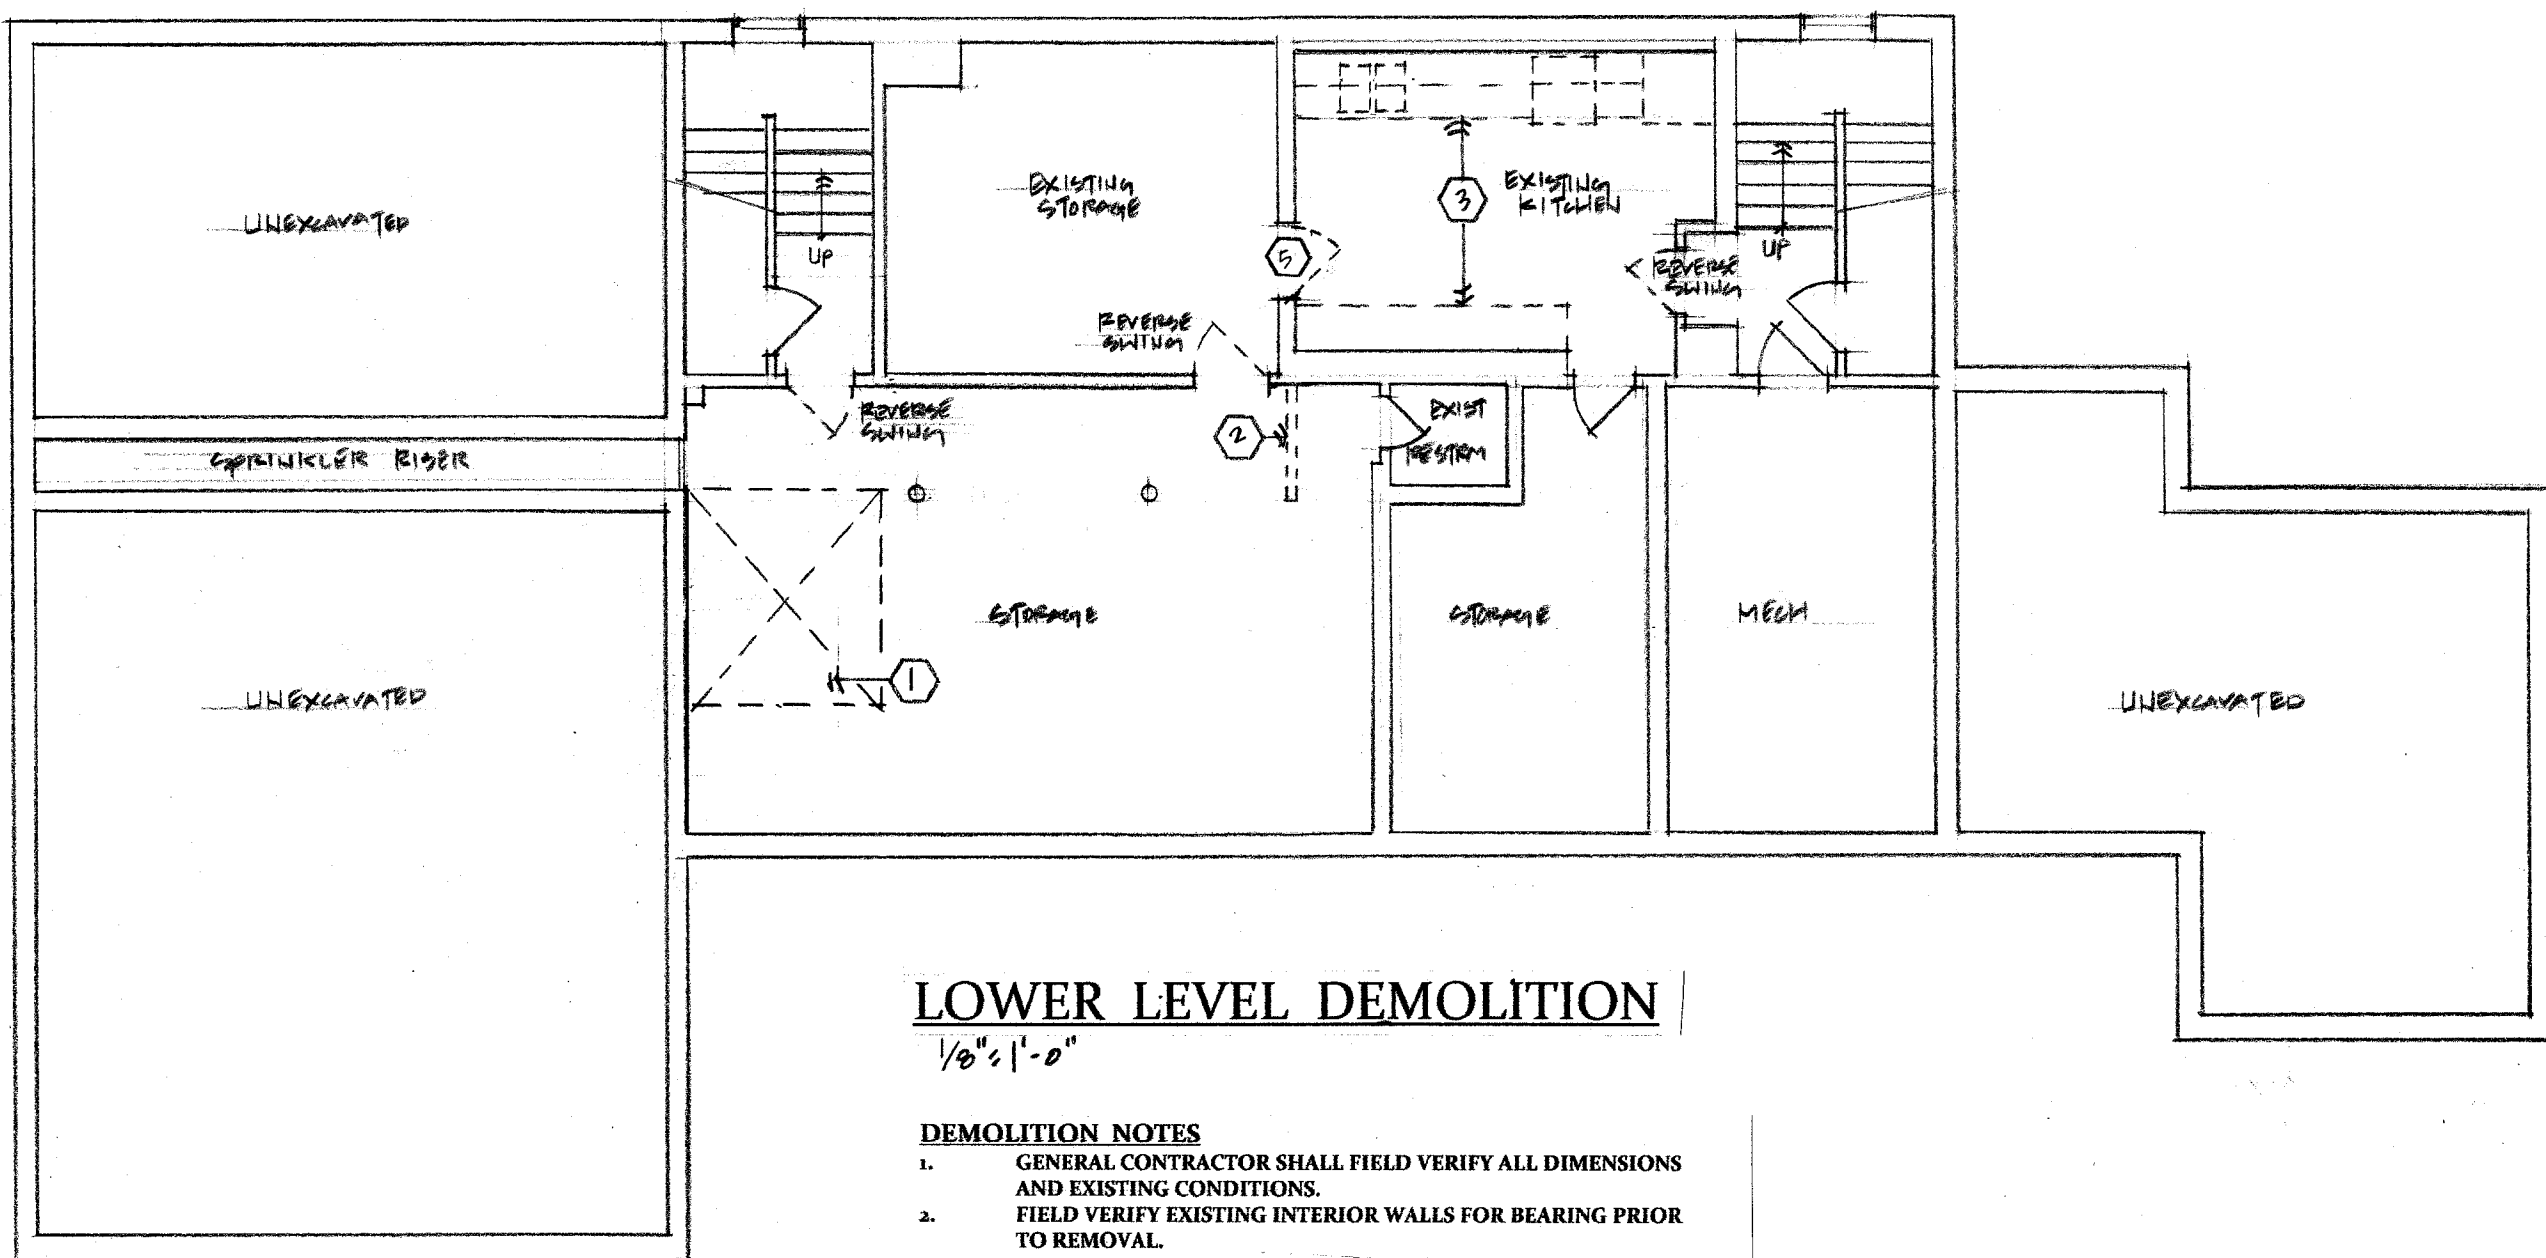 UNEXCAVATED
UP
EXISTING
STORAGE
3
EXISTING
KITCHEN
5
UP
REVERSE
SWING
REVERSE
SWING
REVERSE
SWING
2
EXIST
RESTRM
SPRINKLER RISER
STORAGE
STORAGE
MECH
1
UNEXCAVATED
UNEXCAVATED
LOWER LEVEL DEMOLITION
1/8" = 1'-0"
DEMOLITION NOTES
1. GENERAL CONTRACTOR SHALL FIELD VERIFY ALL DIMENSIONS
AND EXISTING CONDITIONS.
2. FIELD VERIFY EXISTING INTERIOR WALLS FOR BEARING PRIOR
TO REMOVAL.